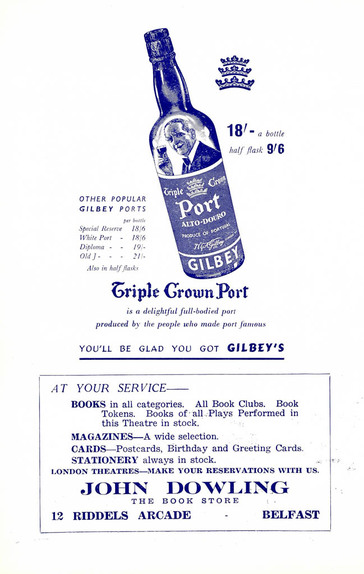 18/- a bottle
half flask 9/6
Triple Crown
Port
ALTO-DOURO
PRODUCE OF PORTUGAL
GILBEY
OTHER POPULAR
GILBEY PORTS
per bottle
Special Reserve 18/6
White Port - 18/6
Diploma - - 19/-
Old J - - - 21/-
Also in half flasks
Triple Crown Port
is a delightful full-bodied port
produced by the people who made port famous
YOU'LL BE GLAD YOU GOT GILBEY'S
AT YOUR SERVICE—
BOOKS in all categories. All Book Clubs. Book
Tokens. Books of all Plays Performed in
this Theatre in stock.
MAGAZINES—A wide selection.
CARDS—Postcards, Birthday and Greeting Cards.
STATIONERY always in stock.
LONDON THEATRES—MAKE YOUR RESERVATIONS WITH US.
JOHN DOWLING
THE BOOK STORE
12 RIDDELS ARCADE - BELFAST